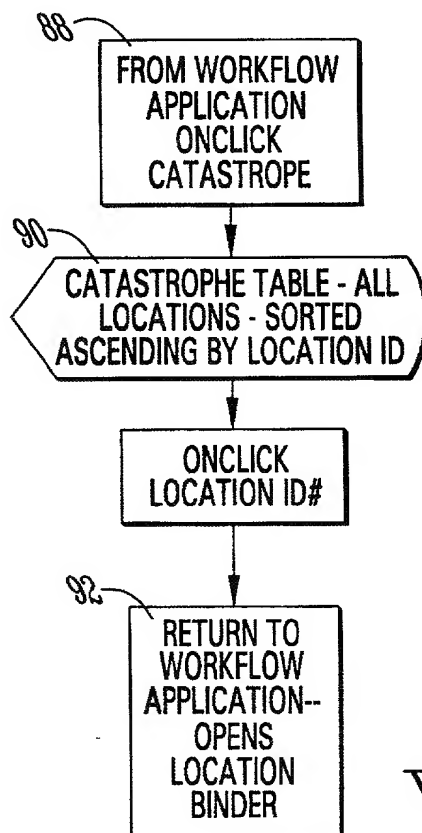 88
FROM WORKFLOW
APPLICATION
ONCLICK
CATASTROPE
90
CATASTROPHE TABLE - ALL
LOCATIONS - SORTED
ASCENDING BY LOCATION ID
ONCLICK
LOCATION ID#
92
RETURN TO
WORKFLOW
APPLICATION--
OPENS
LOCATION
BINDER